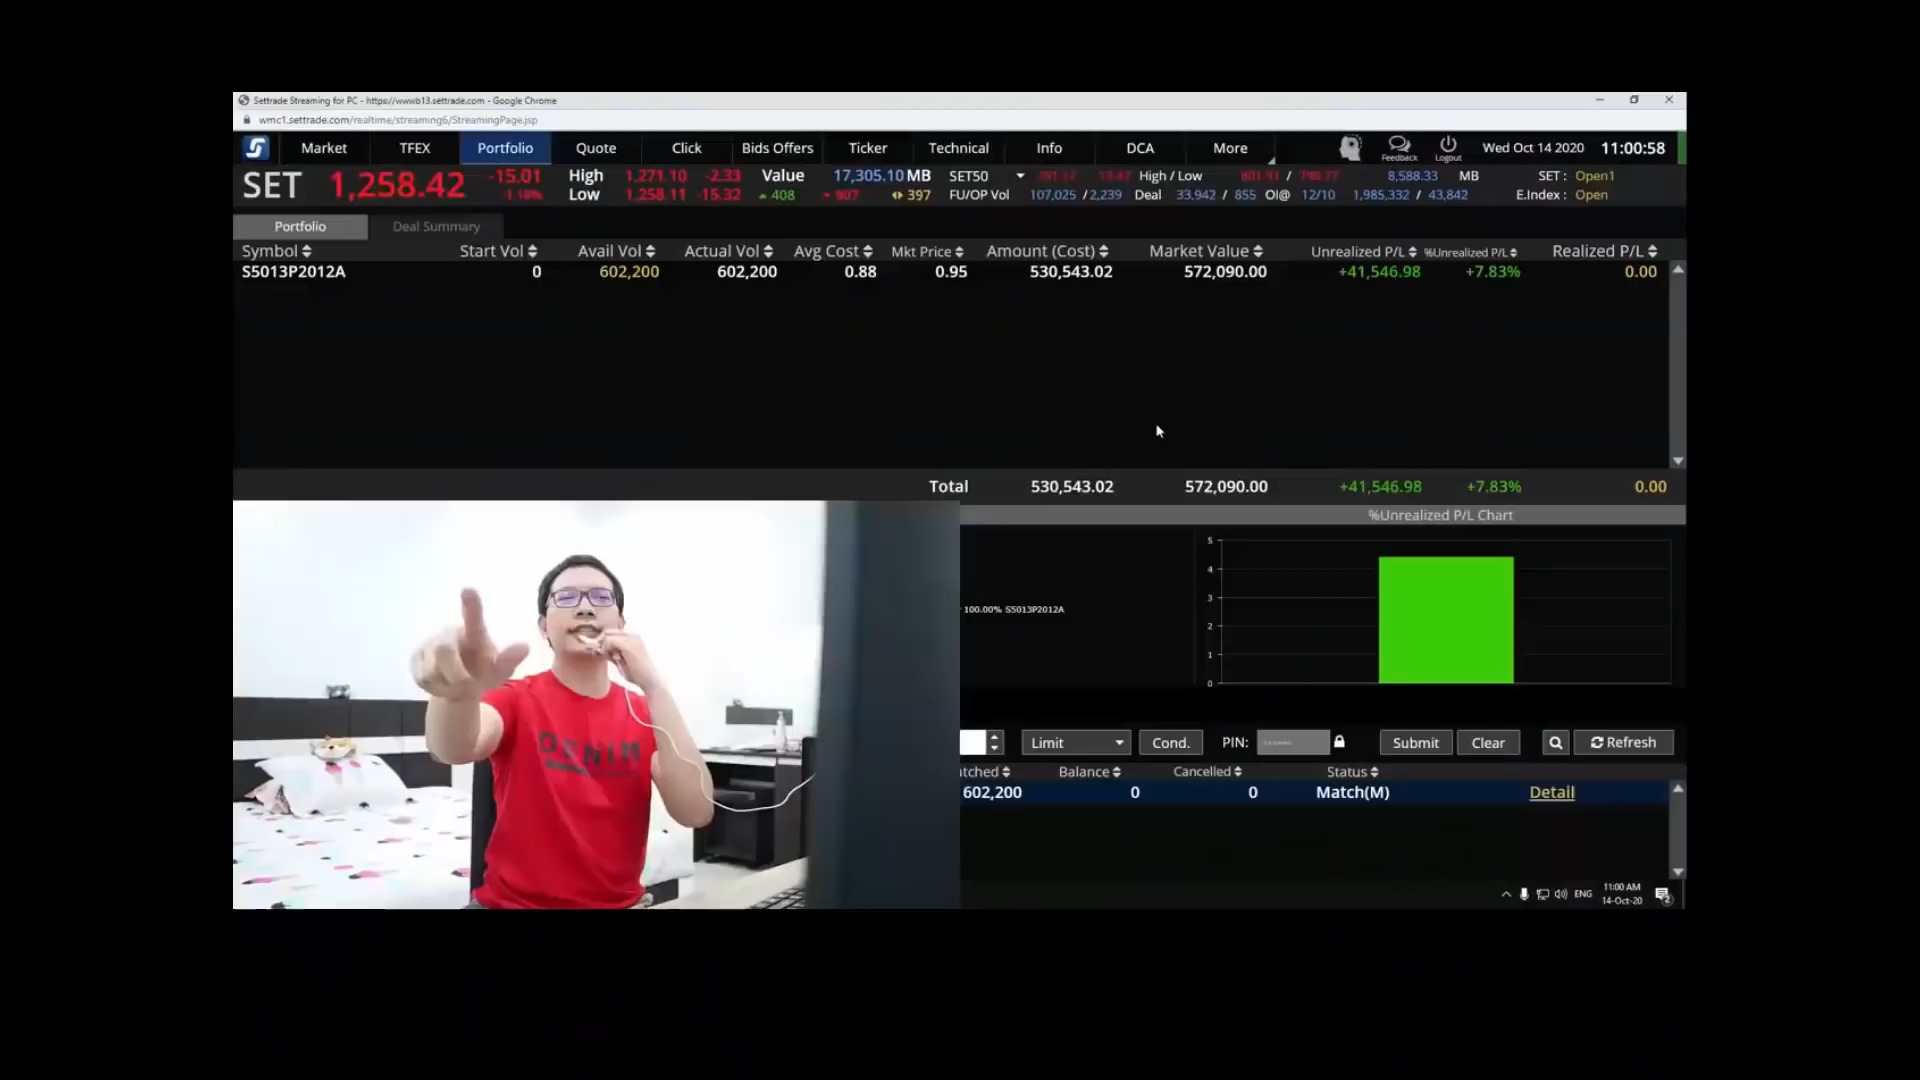 Settrade Streaming for PC - https://wwwb13.settrade.com - Google Chrome
wmc1.settrade.com/realtime/streaming6/StreamingPage.jsp
Market TFEX Portfolio Quote Click Bids Offers Ticker Technical Info DCA More Feedback Logout Wed Oct 14 2020 11:00:58
SET 1,258.42 -15.01 High 1,271.10 -2.33 Value 17,305.10 MB SET50 High / Low / 8,588.33 MB SET : Open1
-1.18% Low 1,258.11 -15.32 408 907 397 FU/OP Vol 107,025 / 2,239 Deal 33,942 / 855 OI@ 12/10 1,985,332 / 43,842 E.Index : Open
Portfolio Deal Summary
Symbol Start Vol Avail Vol Actual Vol Avg Cost Mkt Price Amount (Cost) Market Value Unrealized P/L %Unrealized P/L Realized P/L
S5013P2012A 0 602,200 602,200 0.88 0.95 530,543.02 572,090.00 +41,546.98 +7.83% 0.00
Total 530,543.02 572,090.00 +41,546.98 +7.83% 0.00
%Unrealized P/L Chart
5
4
3
2
1
0
100.00% S5013P2012A
DENIM
Limit Cond. PIN: Submit Clear Refresh
tched Balance Cancelled Status
602,200 0 0 Match(M) Detail
ENG 11:00 AM
14-Oct-20
2